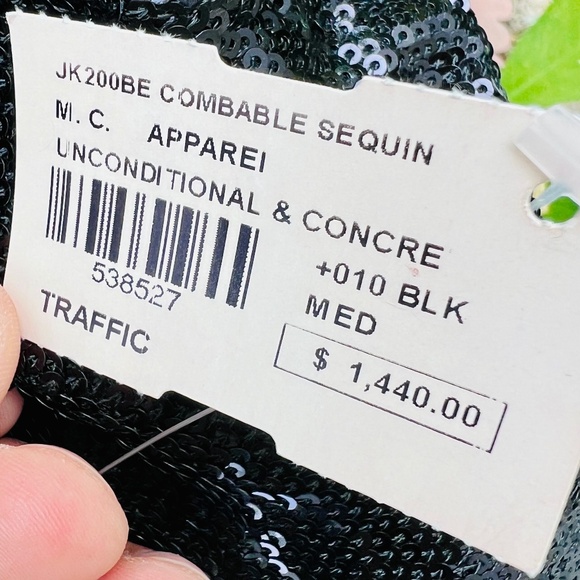 JK200BE COMBABLE SEQUIN
M.C. APPAREI
UNCONDITIONAL & CONCRE
+010 BLK
538527
MED
TRAFFIC
$ 1,440.00